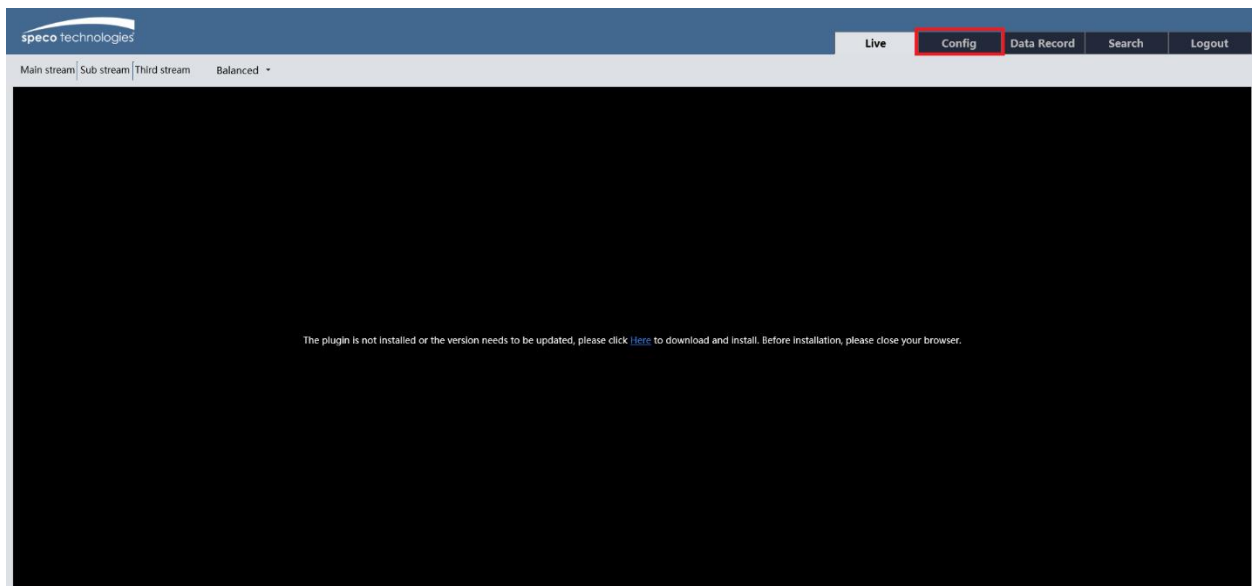 speco technologies
Live Config Data Record Search Logout
Main stream Sub stream Third stream Balanced
The plugin is not installed or the version needs to be updated, please click Here to download and install. Before installation, please close your browser.